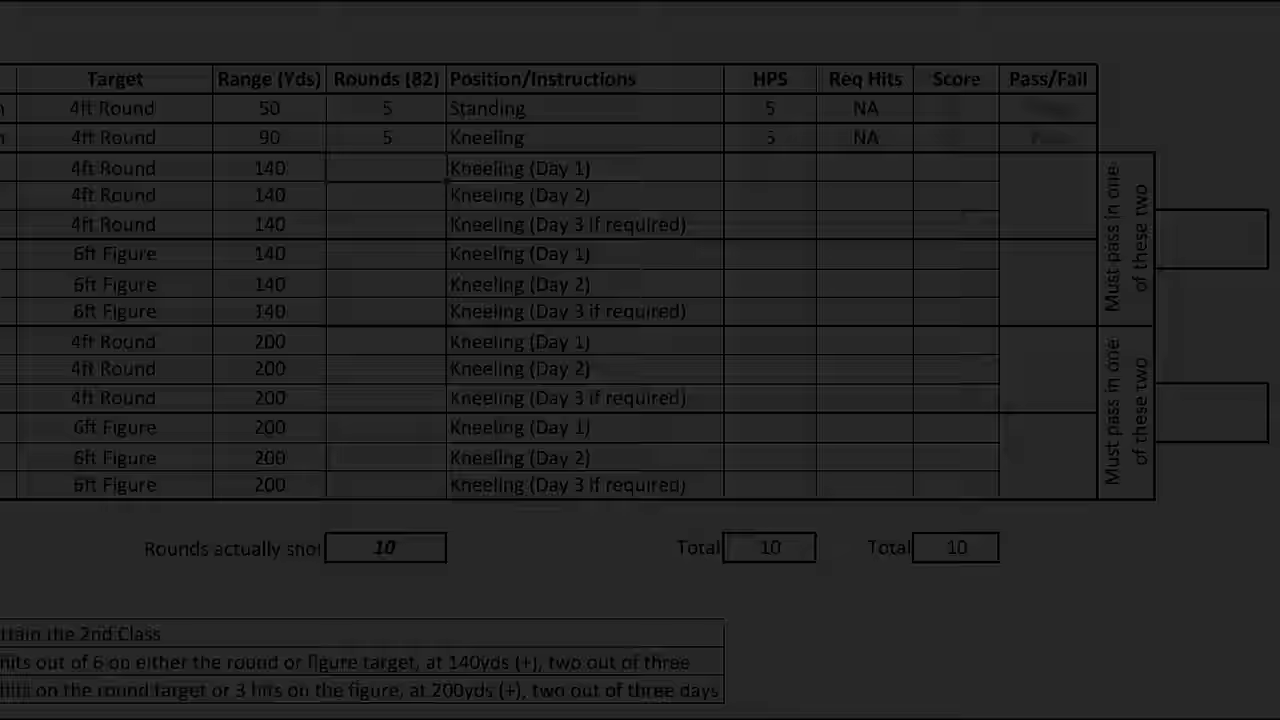 Target Range (Yds) Rounds (82) Position/Instructions HPS Req Hits Score Pass/Fail
4ft Round 50 5 Standing 5 NA
4ft Round 90 5 Kneeling 5 NA
4ft Round 140 Kneeling (Day 1)
4ft Round 140 Kneeling (Day 2)
4ft Round 140 Kneeling (Day 3 if required)
6ft Figure 140 Kneeling (Day 1)
6ft Figure 140 Kneeling (Day 2)
6ft Figure 140 Kneeling (Day 3 if required)
Must pass in one
of these two
4ft Round 200 Kneeling (Day 1)
4ft Round 200 Kneeling (Day 2)
4ft Round 200 Kneeling (Day 3 if required)
6ft Figure 200 Kneeling (Day 1)
6ft Figure 200 Kneeling (Day 2)
6ft Figure 200 Kneeling (Day 3 if required)
Must pass in one
of these two
Rounds actually shot 10 Total 10 Total 10
ttain the 2nd Class
hits out of 6 on either the round or figure target, at 140yds (+), two out of three
on the round target or 3 hits on the figure, at 200yds (+), two out of three days